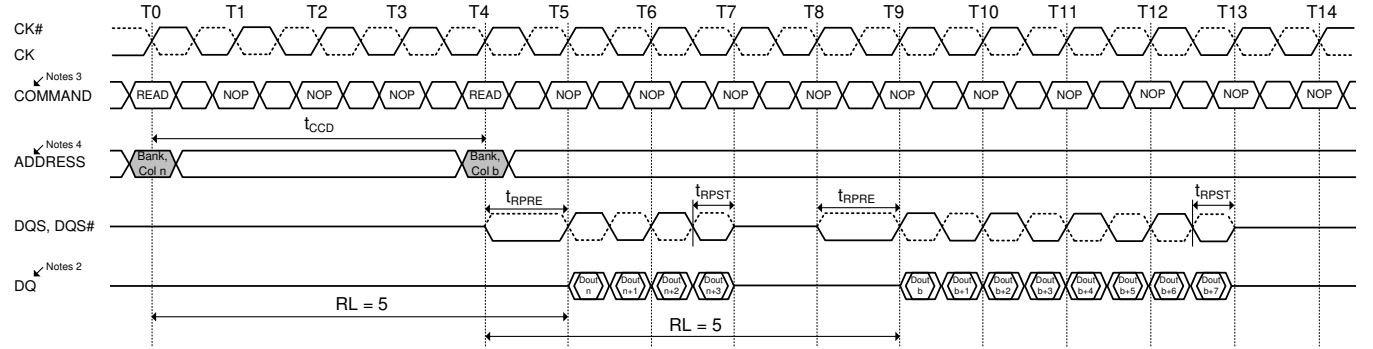 T0 T1 T2 T3 T4 T5 T6 T7 T8 T9 T10 T11 T12 T13 T14
CK#
CK
Notes 3
COMMAND READ NOP NOP NOP READ NOP NOP NOP NOP NOP NOP NOP NOP NOP NOP
tCCD
Notes 4
ADDRESS
Bank, Col n
Bank, Col b
tRPRE tRPST tRPRE tRPST
DQS, DQS#
Notes 2
DQ
Dout n
Dout n+1
Dout n+2
Dout n+3
Dout b
Dout b+1
Dout b+2
Dout b+3
Dout b+4
Dout b+5
Dout b+6
Dout b+7
RL = 5
RL = 5